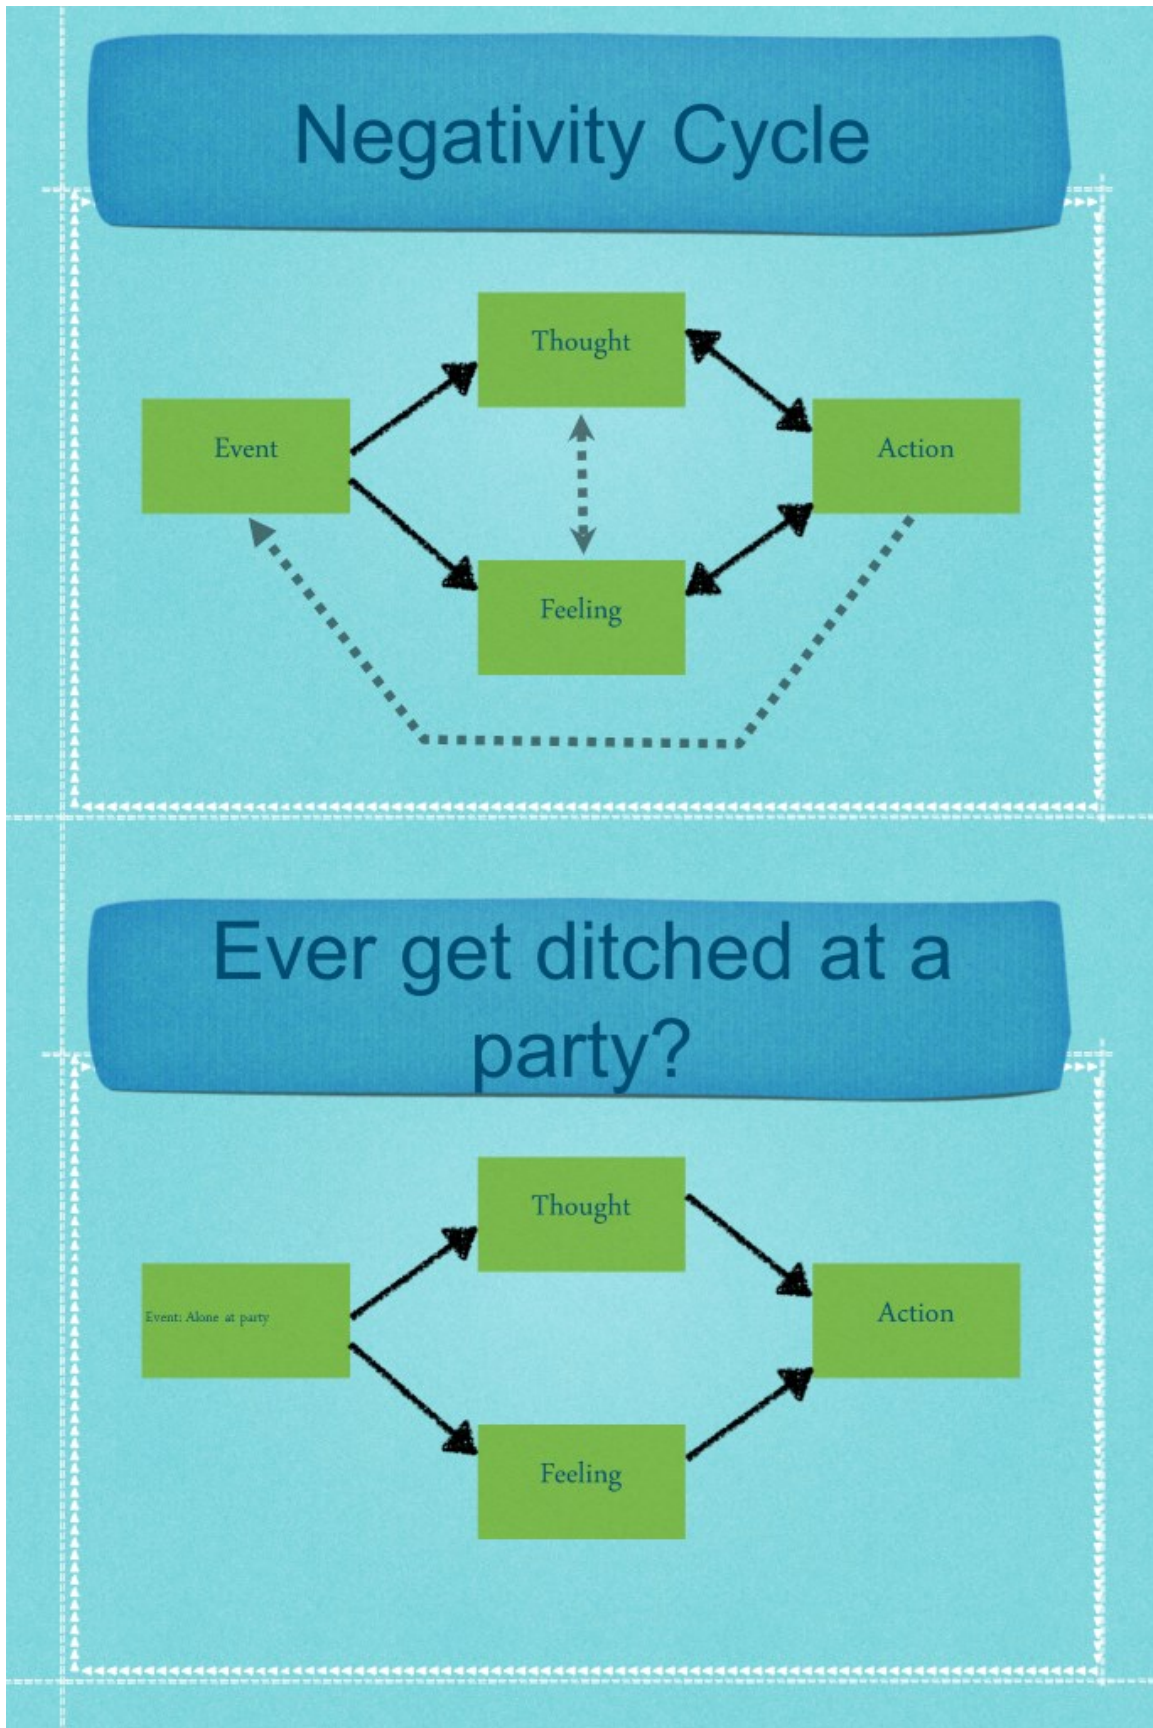 Negativity Cycle
Thought
Event
Action
Feeling
Ever get ditched at a
party?
Thought
Event: Alone at party
Action
Feeling